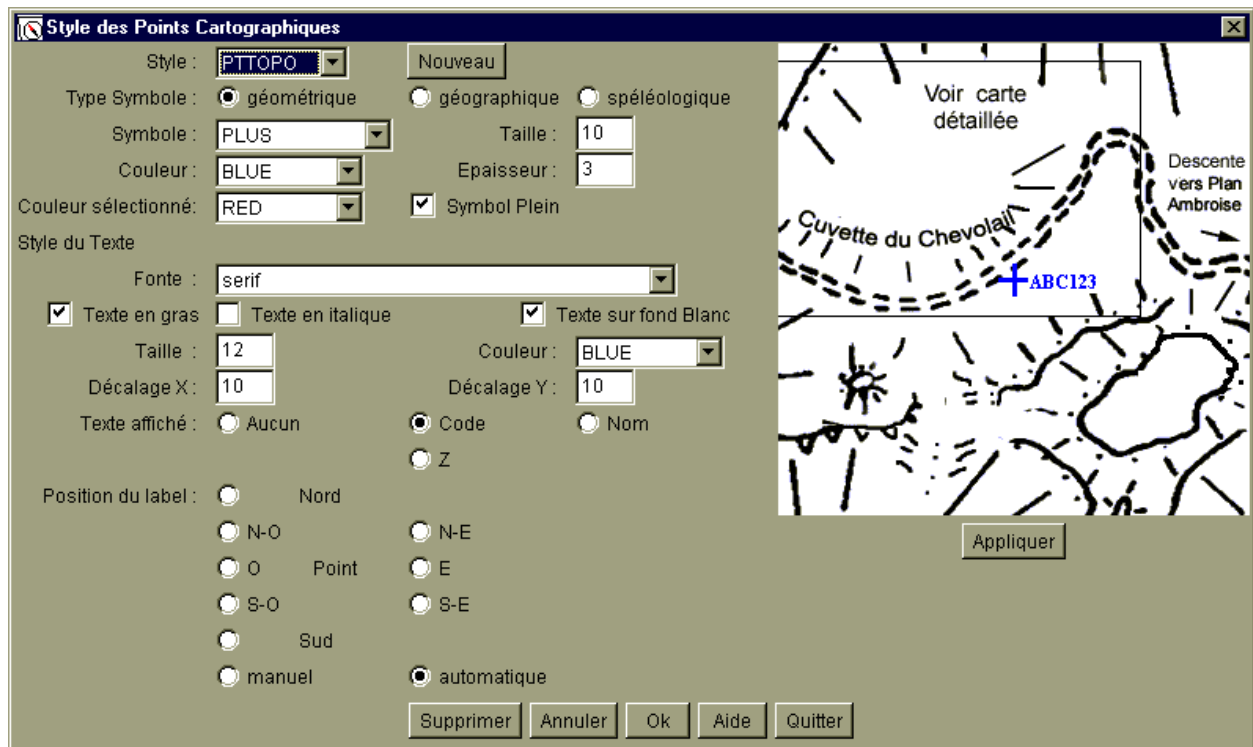 Style des Points Cartographiques
Style : PTTOPO Nouveau
Type Symbole : géométrique géographique spéléologique
Symbole : PLUS Taille : 10
Couleur : BLUE Epaisseur : 3
Couleur sélectionné: RED Symbol Plein
Style du Texte
Fonte : serif
Texte en gras Texte en italique Texte sur fond Blanc
Taille : 12 Couleur : BLUE
Décalage X : 10 Décalage Y : 10
Texte affiché : Aucun Code Nom
Z
Position du label : Nord
N-O N-E
O Point E
S-O S-E
Sud
manuel automatique
Supprimer Annuler Ok Aide Quitter
Voir carte
détaillée
Descente
vers Plan
Ambroise
Cuvette du Chevolail
ABC123
Appliquer